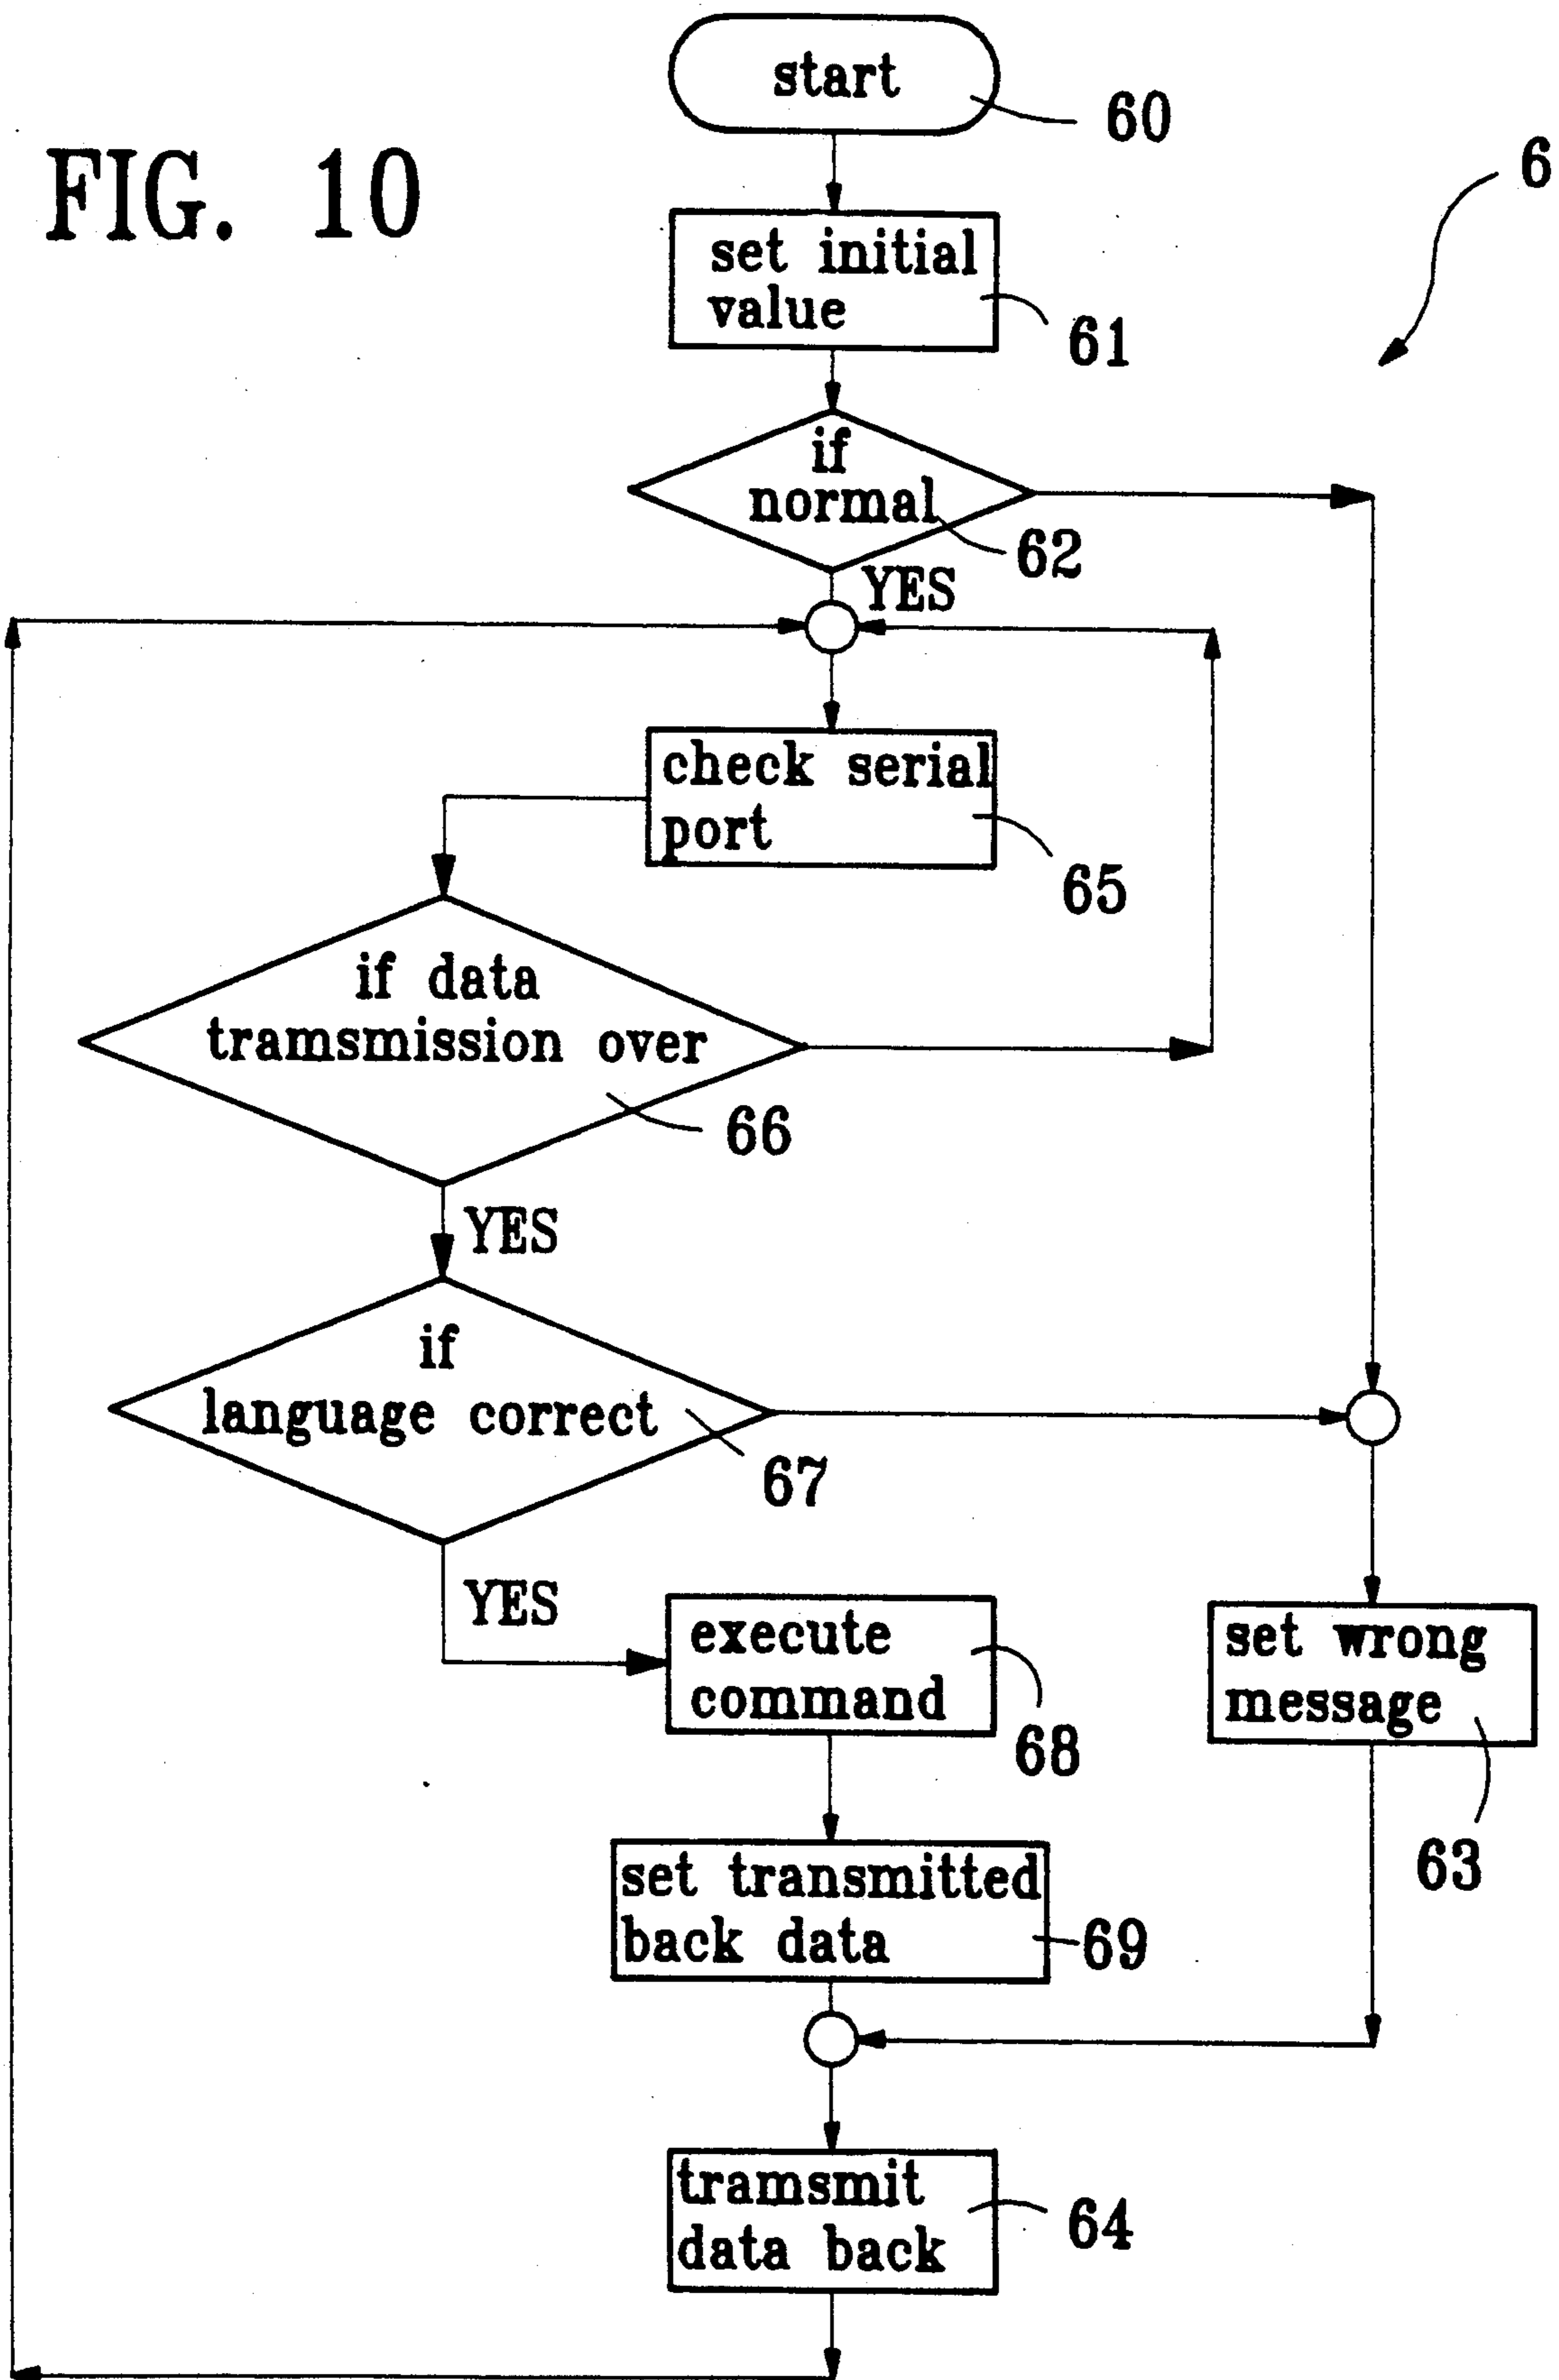 start
60
FIG. 10
6
set initial
value
61
if
normal
62
YES
check serial
port
65
if data
tramsmission over
66
YES
if
language correct
67
YES
execute
command
68
set wrong
message
63
set transmitted
back data
69
tramsmit
data back
64